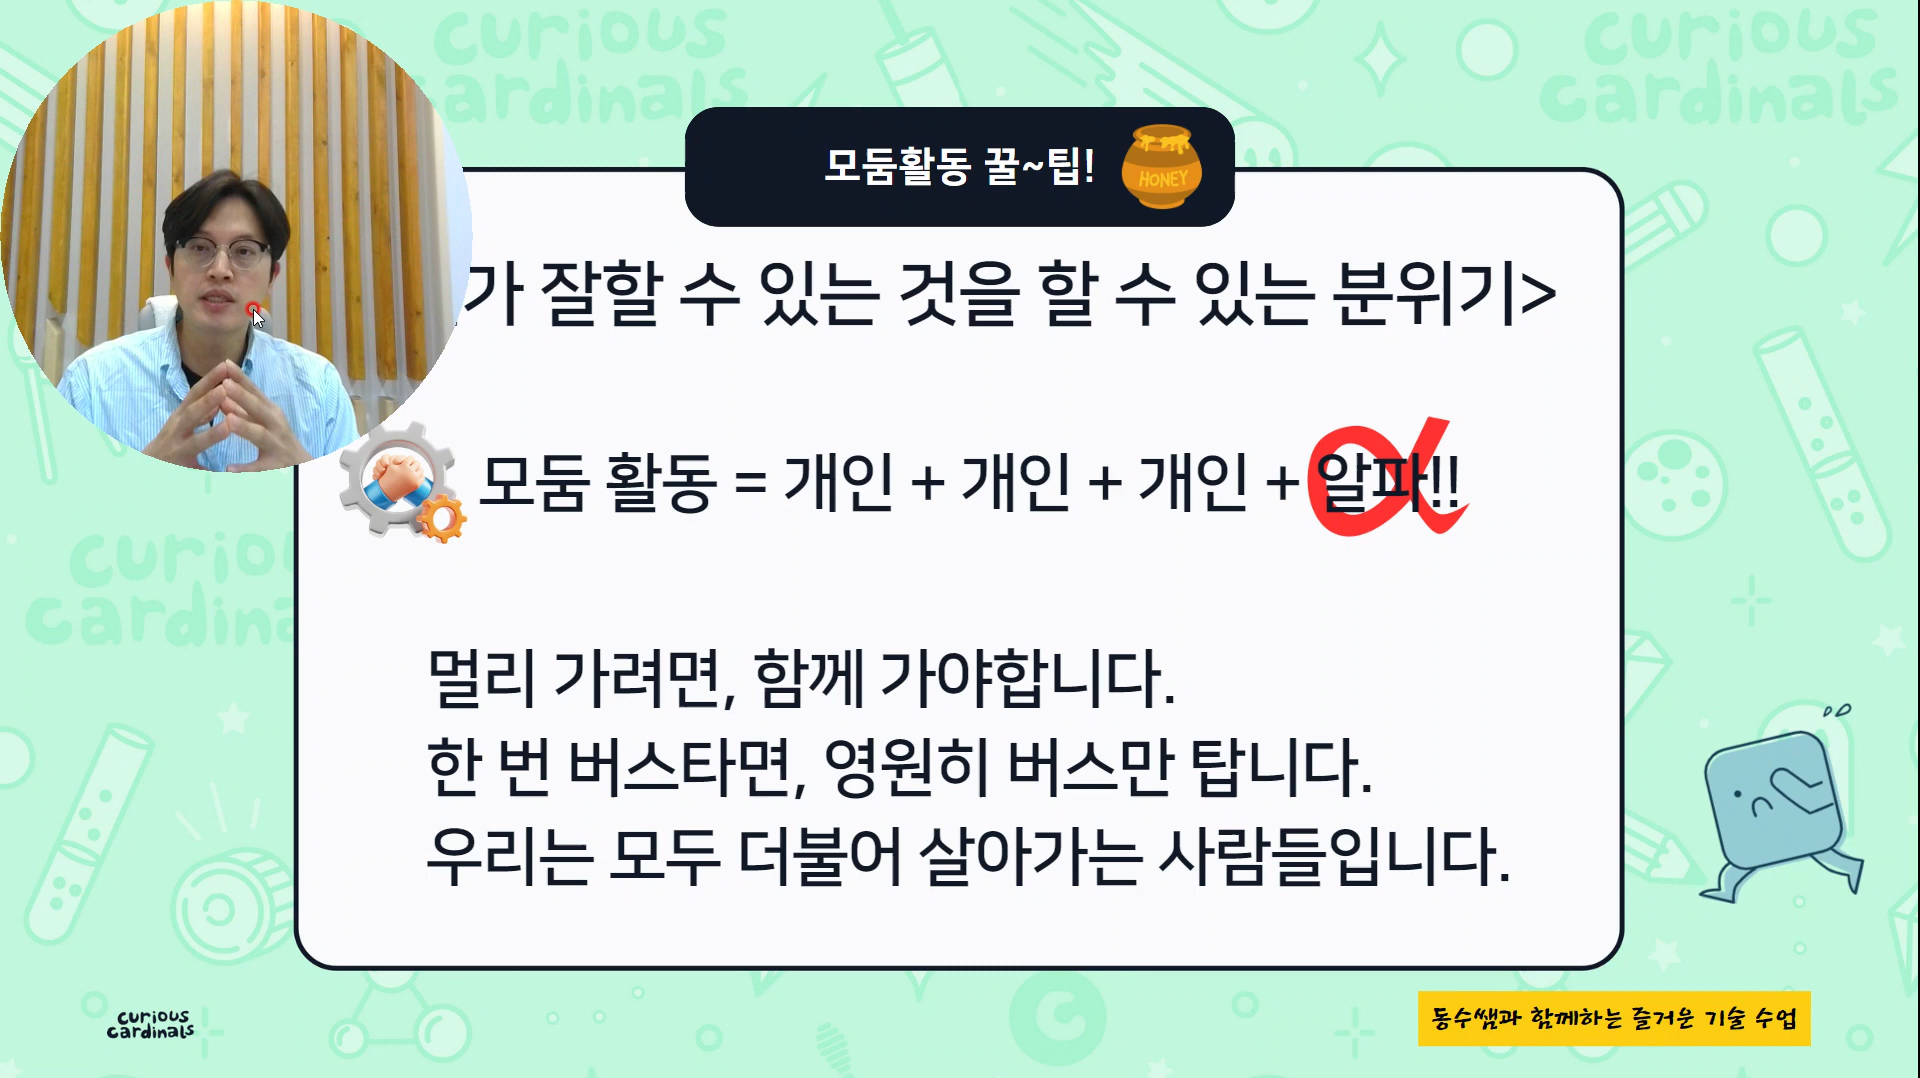 curious
cardinals
curious
cardinals
모둠활동 꿀~팁!
HONEY
가 잘할 수 있는 것을 할 수 있는 분위기>
모둠 활동 = 개인 + 개인 + 개인 + 알파!!
α
멀리 가려면, 함께 가야합니다.
한 번 버스타면, 영원히 버스만 탑니다.
우리는 모두 더불어 살아가는 사람들입니다.
curious
cardinals
동수쌤과 함께하는 즐거운 기술 수업